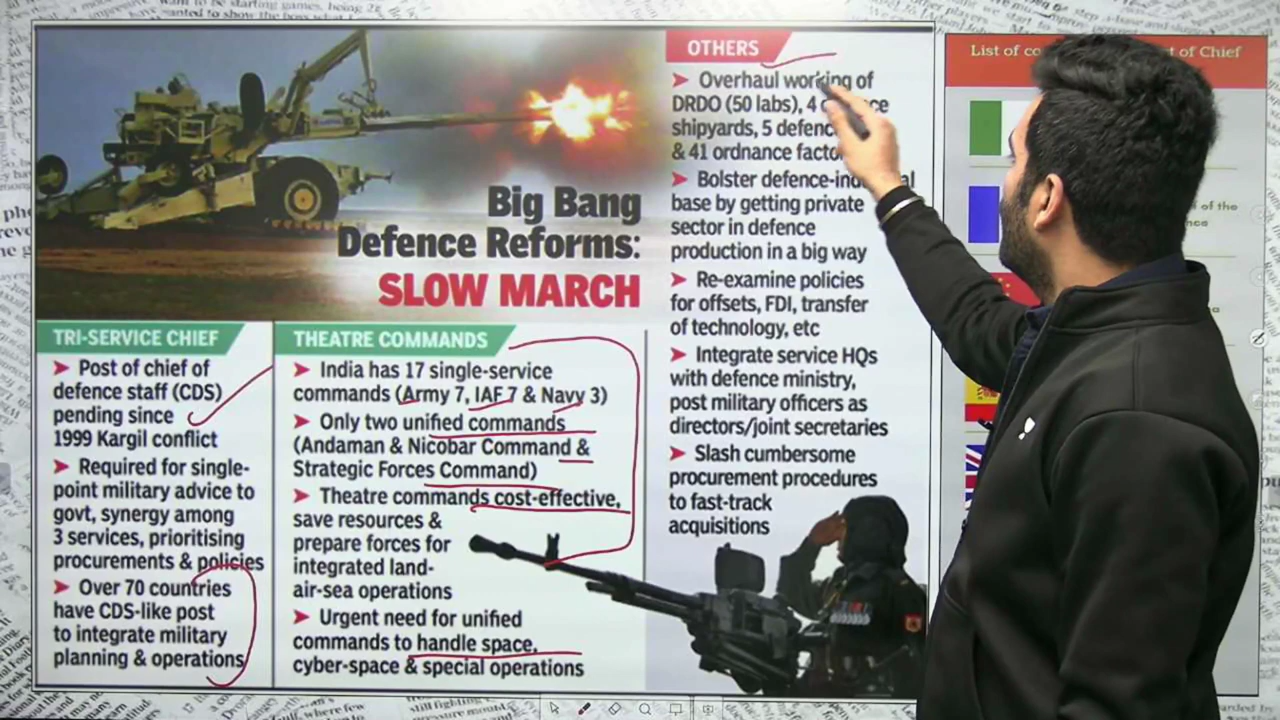 Big Bang
Defence Reforms:
SLOW MARCH
TRI-SERVICE CHIEF
➤ Post of chief of
defence staff (CDS)
pending since
1999 Kargil conflict
➤ Required for single-
point military advice to
govt, synergy among
3 services, prioritising
procurements & policies
➤ Over 70 countries
have CDS-like post
to integrate military
planning & operations
THEATRE COMMANDS
➤ India has 17 single-service
commands (Army 7, IAF 7 & Navy 3)
➤ Only two unified commands
(Andaman & Nicobar Command &
Strategic Forces Command)
➤ Theatre commands cost-effective,
save resources &
prepare forces for
integrated land-
air-sea operations
➤ Urgent need for unified
commands to handle space,
cyber-space & special operations
OTHERS
➤ Overhaul working of
DRDO (50 labs), 4
shipyards, 5
& 41 ordnance
➤ Bolster
base by getting private
sector in defence
production in a big way
➤ Re-examine policies
for offsets, FDI, transfer
of technology, etc
➤ Integrate service HQs
with defence ministry,
post military officers as
directors/joint secretaries
➤ Slash cumbersome
procurement procedures
to fast-track
acquisitions
List of of Chief
of the